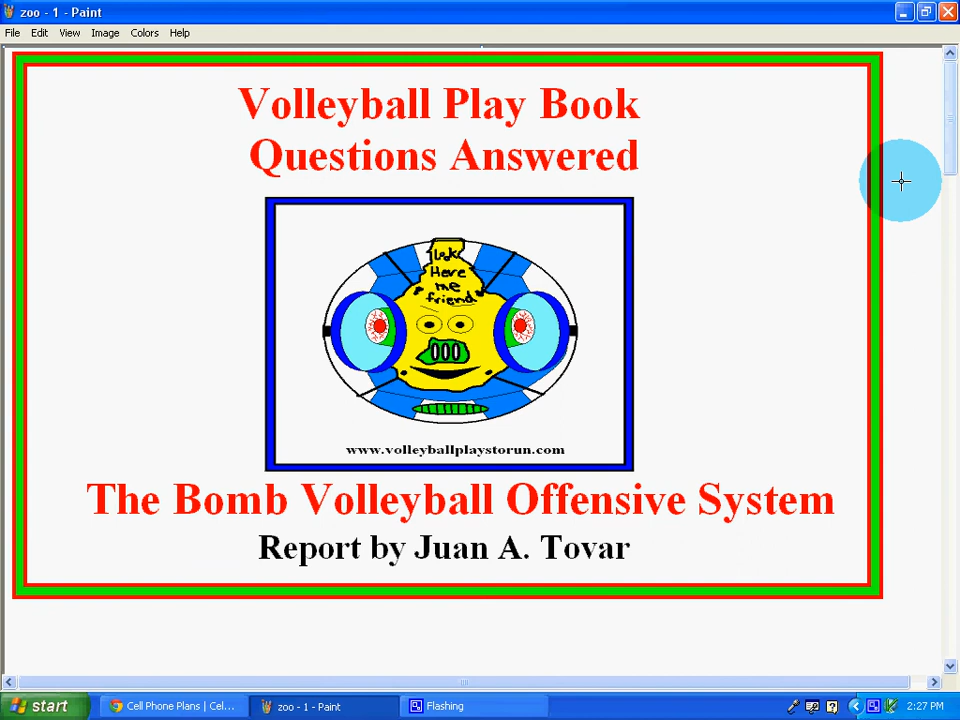 zoo - 1 - Paint
File Edit View Image Colors Help
Volleyball Play Book
Questions Answered
Look
Here
me
friend
www.volleyballplaystorun.com
The Bomb Volleyball Offensive System
Report by Juan A. Tovar
start Cell Phone Plans | Cel... zoo - 1 - Paint Flashing 2:27 PM